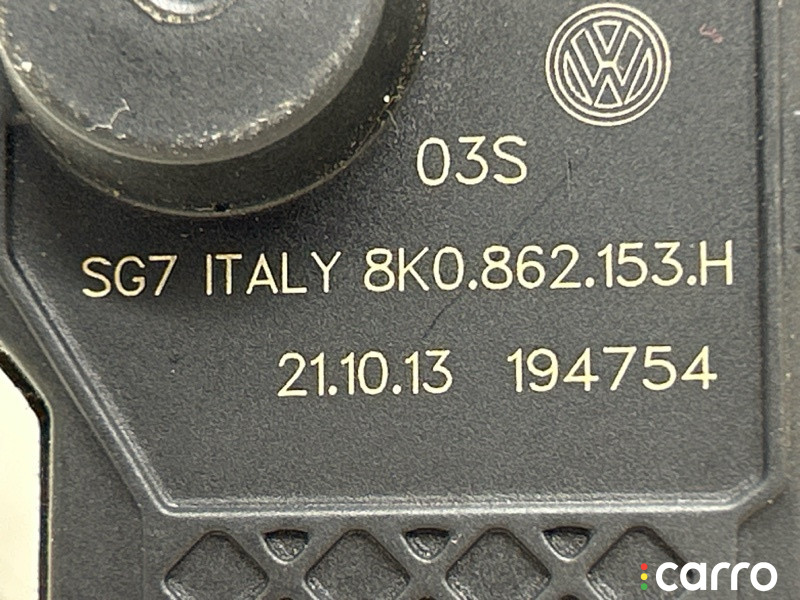 03S
SG7 ITALY 8K0.862.153.H
21.10.13 194754
carro